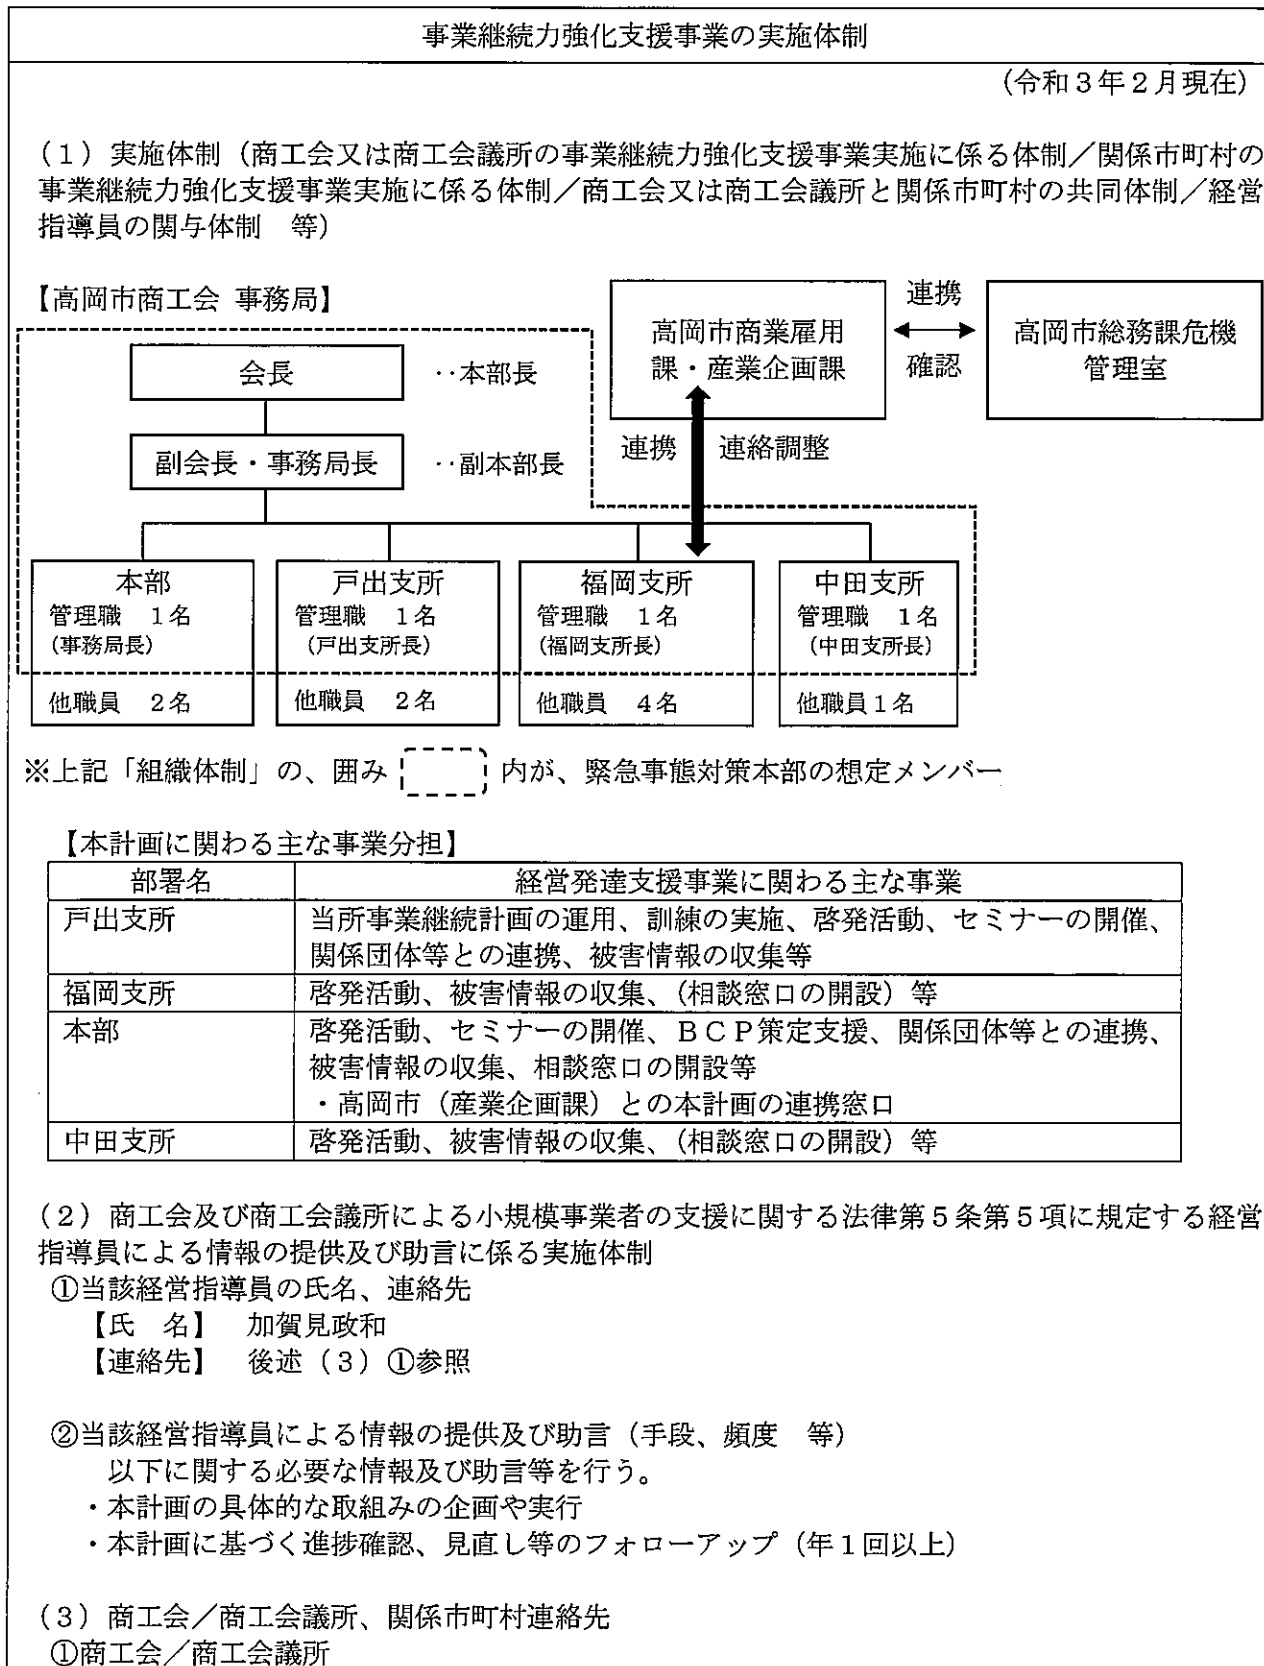 事業継続力強化支援事業の実施体制
(令和3年2月現在)
(1)実施体制(商工会又は商工会議所の事業継続力強化支援事業実施に係る体制/関係市町村の
事業継続力強化支援事業実施に係る体制/商工会又は商工会議所と関係市町村の共同体制/経営
指導員の関与体制 等)
【高岡市商工会 事務局】
会長 ‥本部長
副会長・事務局長 ‥副本部長
高岡市商業雇用
課・産業企画課
連携
確認
高岡市総務課危機
管理室
連携 連絡調整
本部
管理職 1名
(事務局長)
他職員 2名
戸出支所
管理職 1名
(戸出支所長)
他職員 2名
福岡支所
管理職 1名
(福岡支所長)
他職員 4名
中田支所
管理職 1名
(中田支所長)
他職員1名
※上記「組織体制」の、囲み 内が、緊急事態対策本部の想定メンバー
【本計画に関わる主な事業分担】
部署名 経営発達支援事業に関わる主な事業
戸出支所 当所事業継続計画の運用、訓練の実施、啓発活動、セミナーの開催、
関係団体等との連携、被害情報の収集等
福岡支所 啓発活動、被害情報の収集、(相談窓口の開設)等
本部 啓発活動、セミナーの開催、BCP策定支援、関係団体等との連携、
被害情報の収集、相談窓口の開設等
・高岡市(産業企画課)との本計画の連携窓口
中田支所 啓発活動、被害情報の収集、(相談窓口の開設)等
(2)商工会及び商工会議所による小規模事業者の支援に関する法律第5条第5項に規定する経営
指導員による情報の提供及び助言に係る実施体制
①当該経営指導員の氏名、連絡先
【氏 名】 加賀見政和
【連絡先】 後述(3)①参照
②当該経営指導員による情報の提供及び助言(手段、頻度 等)
以下に関する必要な情報及び助言等を行う。
・本計画の具体的な取組みの企画や実行
・本計画に基づく進捗確認、見直し等のフォローアップ(年1回以上)
(3)商工会/商工会議所、関係市町村連絡先
①商工会/商工会議所